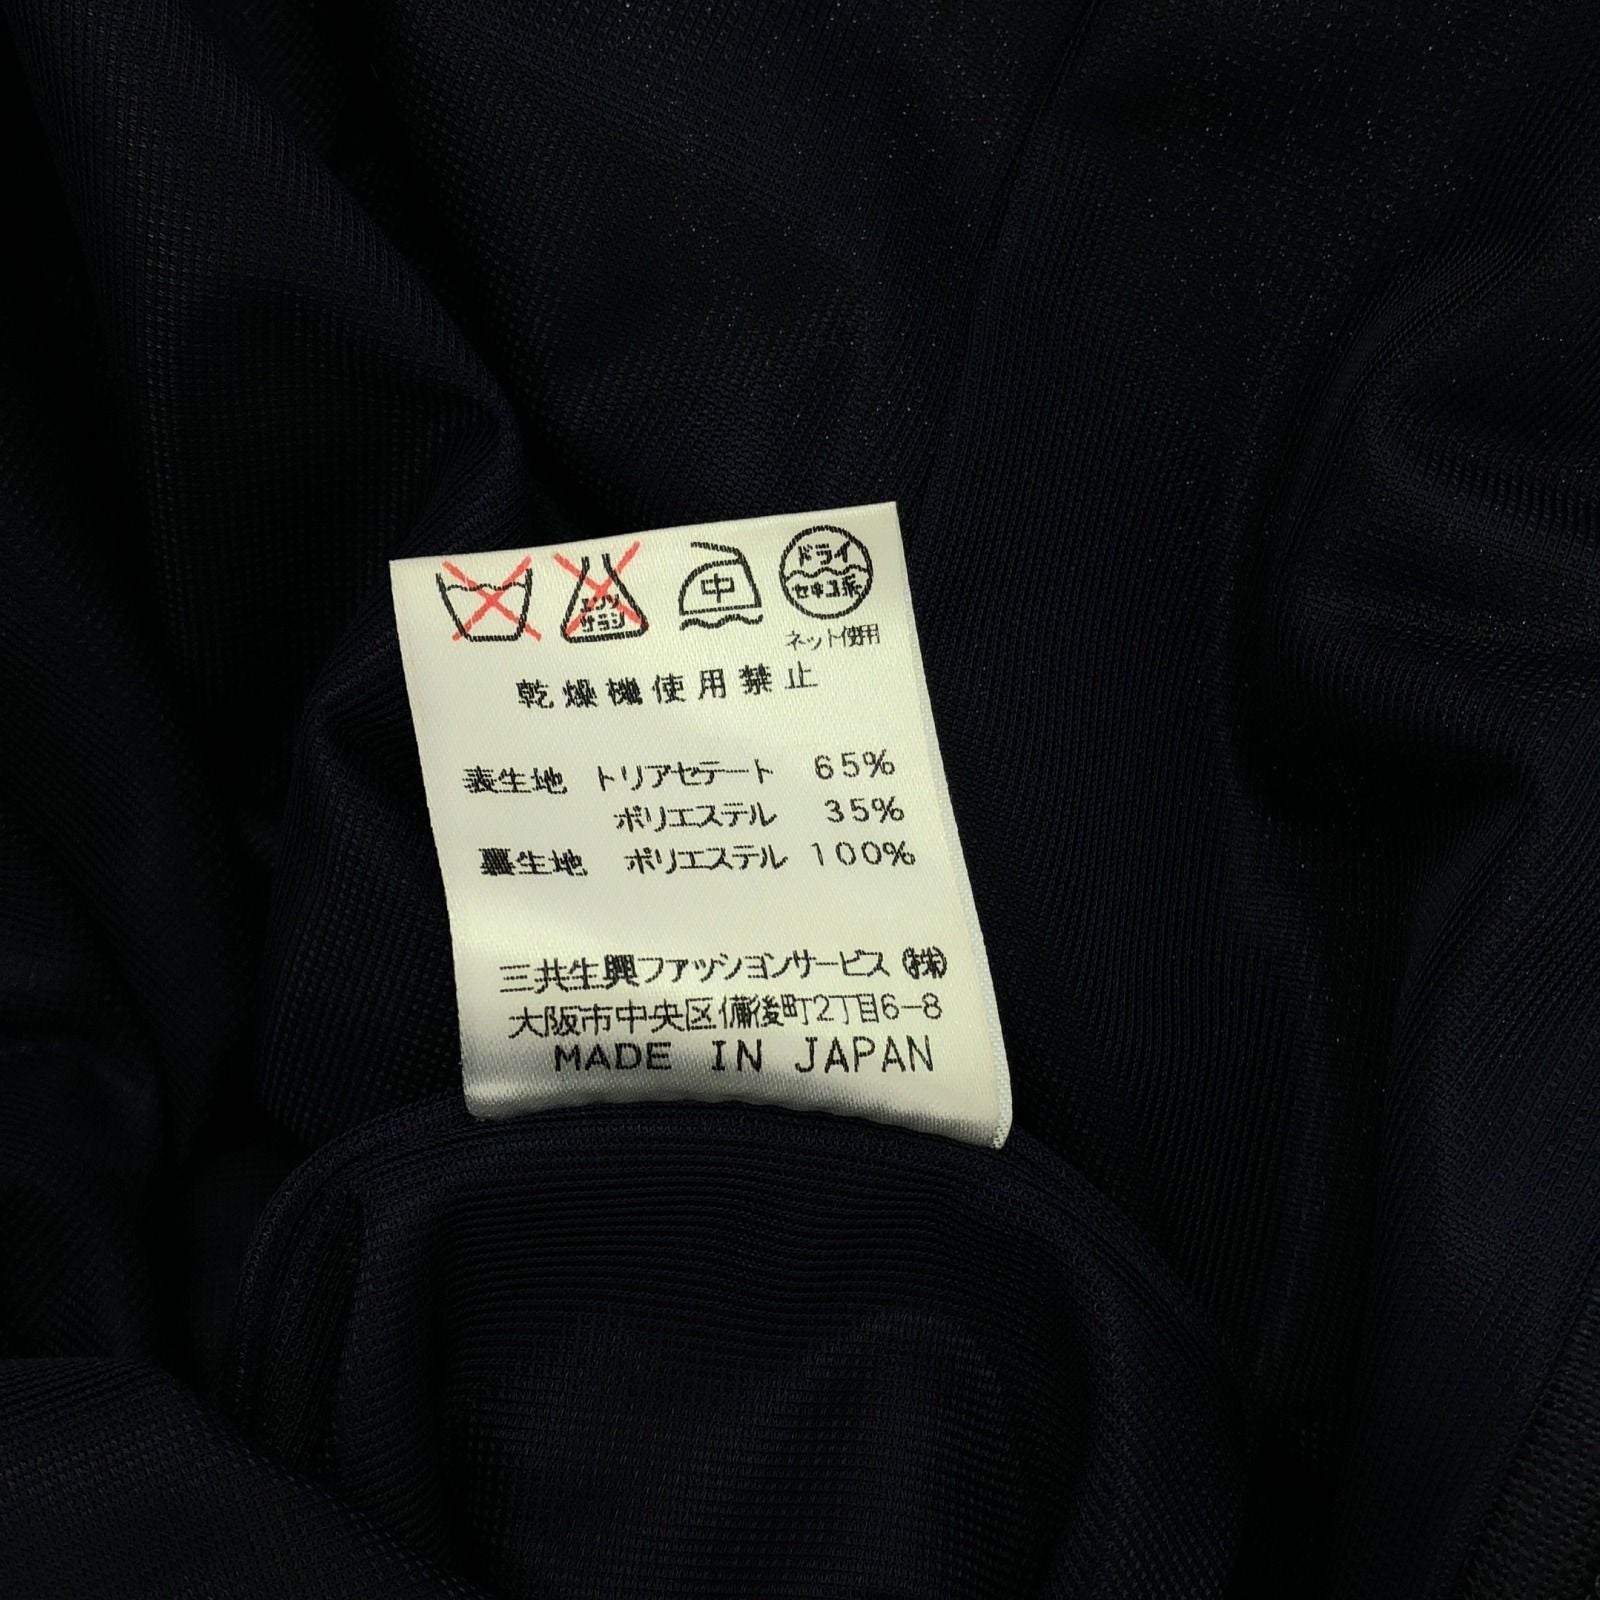 エンソ サラシ 中 ドライ セキユ系
ネット使用
乾燥機使用禁止
表生地 トリアセテート 65%
ポリエステル 35%
裏生地 ポリエステル 100%
三共生興ファッションサービス(株)
大阪市中央区備後町2丁目6-8
MADE IN JAPAN